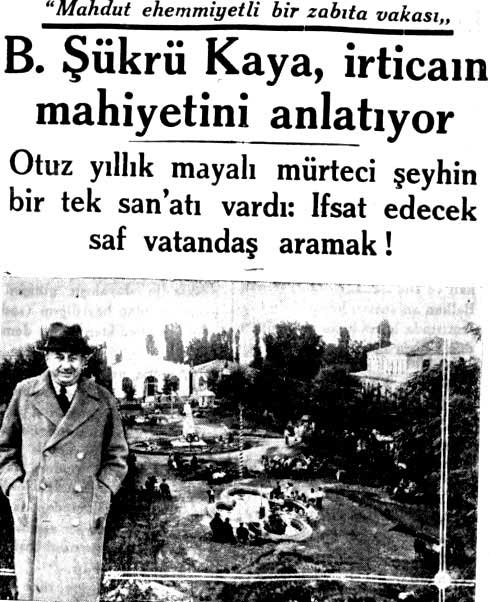 “Mahdut ehemmiyetli bir zabıta vakası„
B. Şükrü Kaya, irticaın
mahiyetini anlatıyor
Otuz yıllık mayalı mürteci şeyhin
bir tek san'atı vardı: Ifsat edecek
saf vatandaş aramak !